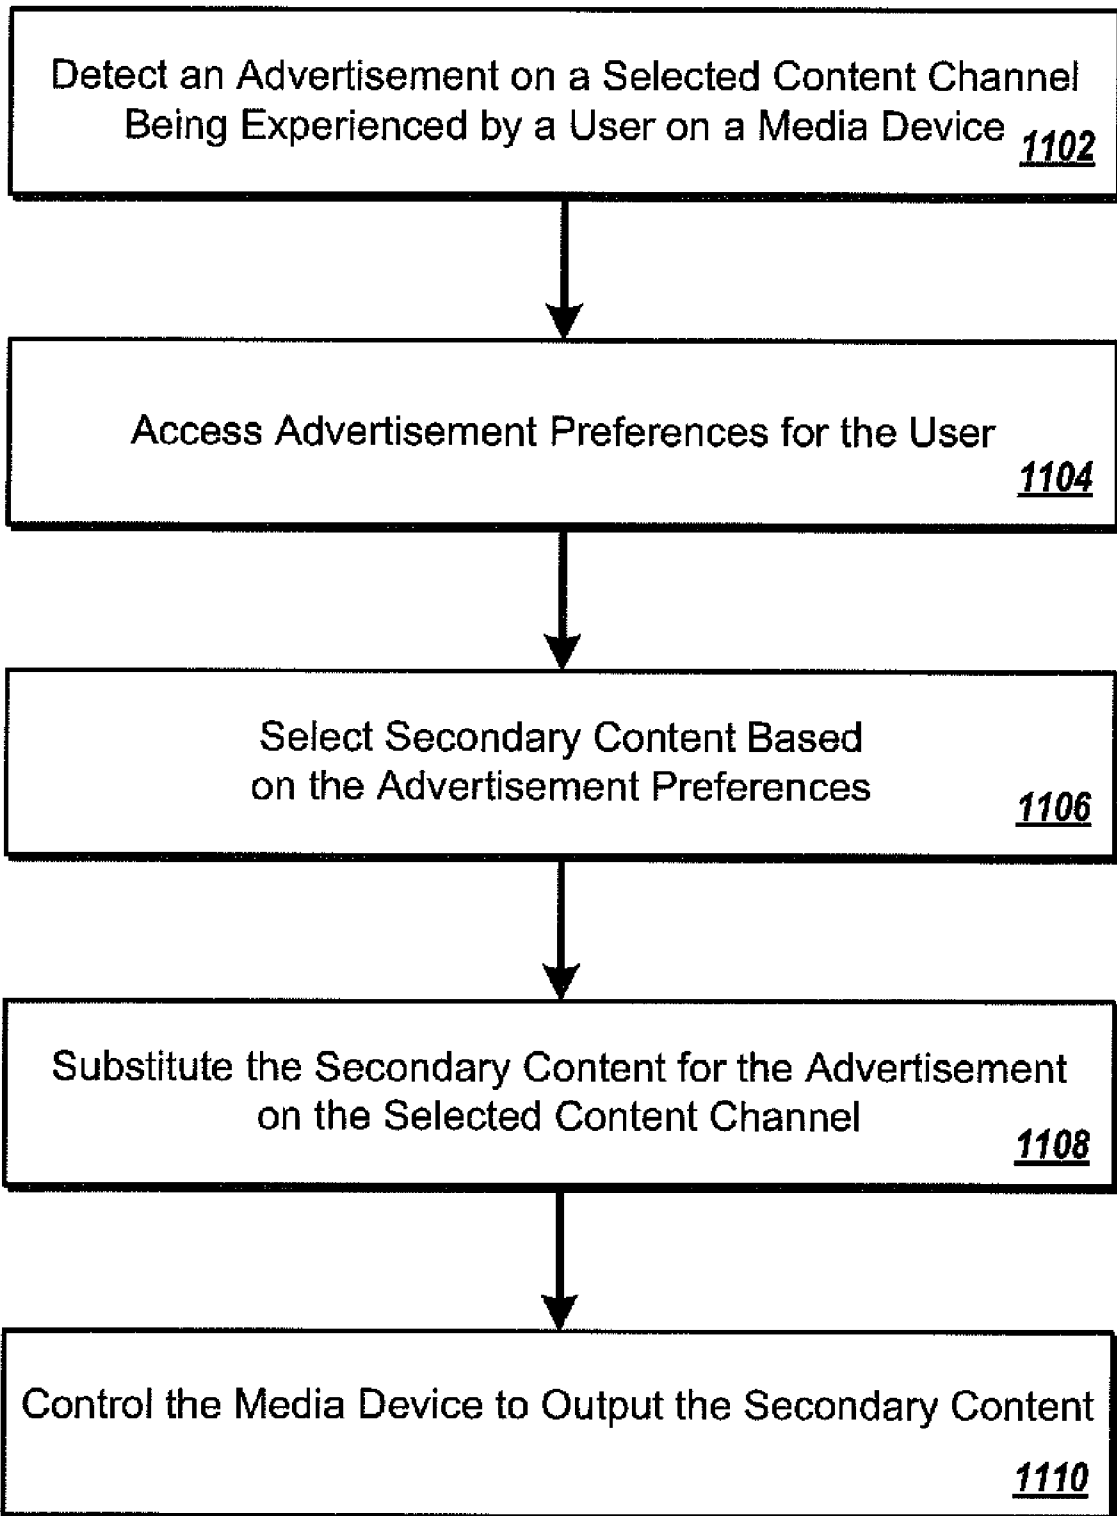 Detect an Advertisement on a Selected Content Channel
Being Experienced by a User on a Media Device
1102
Access Advertisement Preferences for the User
1104
Select Secondary Content Based
on the Advertisement Preferences
1106
Substitute the Secondary Content for the Advertisement
on the Selected Content Channel
1108
Control the Media Device to Output the Secondary Content
1110